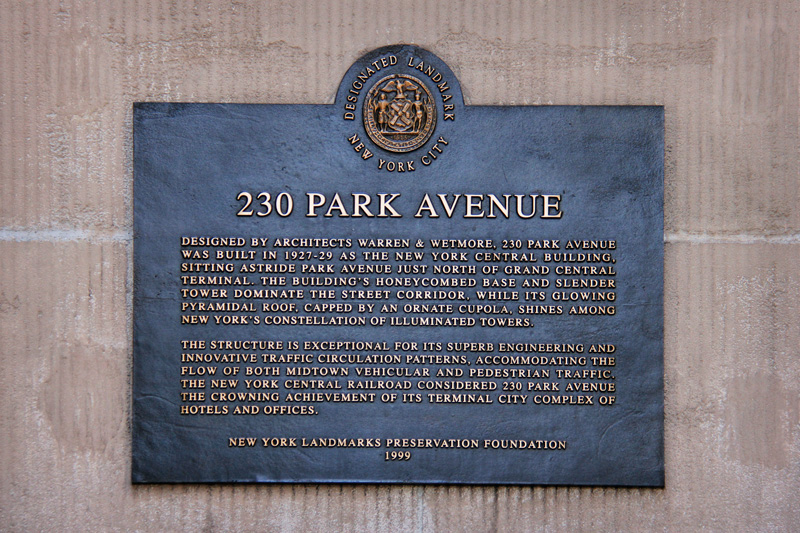 DESIGNATED LANDMARK
NEW YORK CITY
230 PARK AVENUE
DESIGNED BY ARCHITECTS WARREN & WETMORE, 230 PARK AVENUE
WAS BUILT IN 1927-29 AS THE NEW YORK CENTRAL BUILDING,
SITTING ASTRIDE PARK AVENUE JUST NORTH OF GRAND CENTRAL
TERMINAL. THE BUILDING'S HONEYCOMBED BASE AND SLENDER
TOWER DOMINATE THE STREET CORRIDOR, WHILE ITS GLOWING
PYRAMIDAL ROOF, CAPPED BY AN ORNATE CUPOLA, SHINES AMONG
NEW YORK'S CONSTELLATION OF ILLUMINATED TOWERS.
THE STRUCTURE IS EXCEPTIONAL FOR ITS SUPERB ENGINEERING AND
INNOVATIVE TRAFFIC CIRCULATION PATTERNS, ACCOMMODATING THE
FLOW OF BOTH MIDTOWN VEHICULAR AND PEDESTRIAN TRAFFIC.
THE NEW YORK CENTRAL RAILROAD CONSIDERED 230 PARK AVENUE
THE CROWNING ACHIEVEMENT OF ITS TERMINAL CITY COMPLEX OF
HOTELS AND OFFICES.
NEW YORK LANDMARKS PRESERVATION FOUNDATION
1999